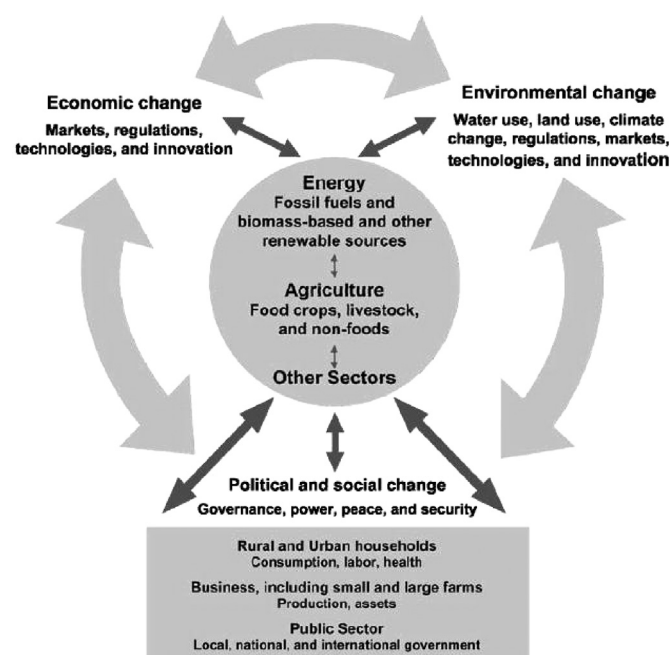 Economic change
Markets, regulations,
technologies, and innovation
Environmental change
Water use, land use, climate
change, regulations, markets,
technologies, and innovation
Energy
Fossil fuels and
biomass-based and other
renewable sources
Agriculture
Food crops, livestock,
and non-foods
Other Sectors
Political and social change
Governance, power, peace, and security
Rural and Urban households
Consumption, labor, health
Business, including small and large farms
Production, assets
Public Sector
Local, national, and international government